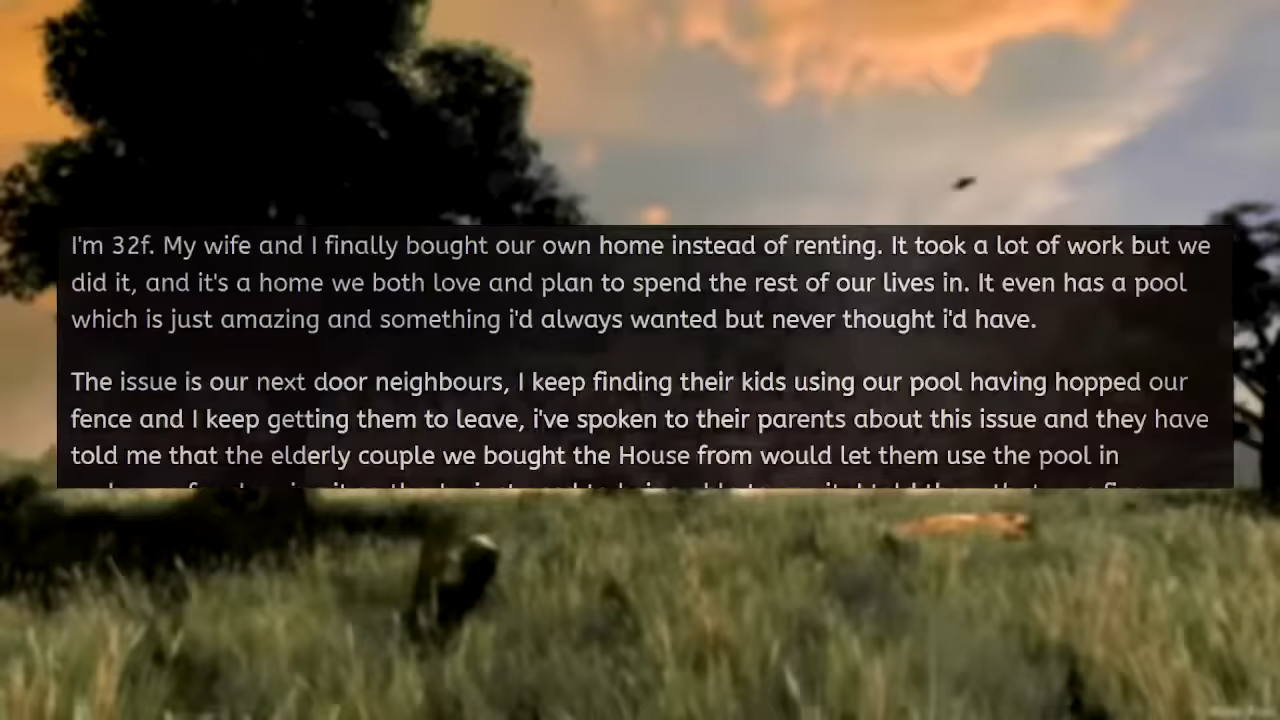 I'm 32f. My wife and I finally bought our own home instead of renting. It took a lot of work but we
did it, and it's a home we both love and plan to spend the rest of our lives in. It even has a pool
which is just amazing and something i'd always wanted but never thought i'd have.
The issue is our next door neighbours, I keep finding their kids using our pool having hopped our
fence and I keep getting them to leave, i've spoken to their parents about this issue and they have
told me that the elderly couple we bought the House from would let them use the pool in